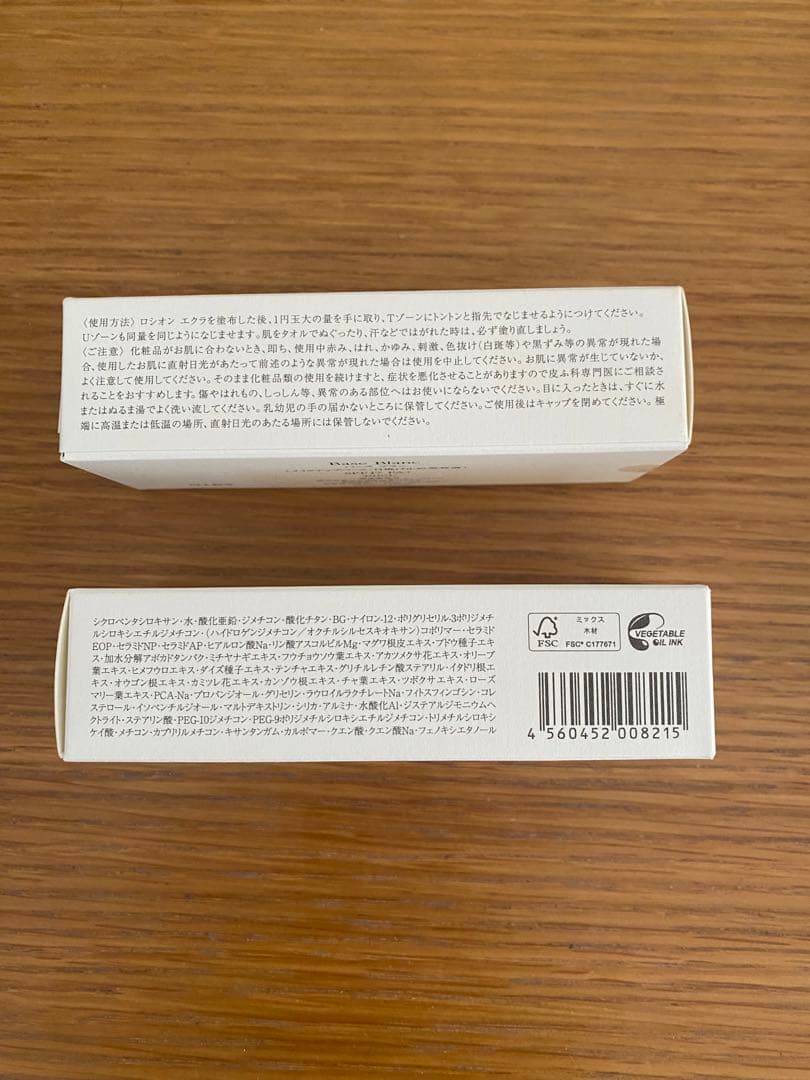 〈使用方法〉 ロシオン エクラを塗布した後、1円玉大の量を手に取り、Tゾーンにトントンと指先でなじませるようにつけてください。
Uゾーンも同量を同じようになじませます。肌をタオルでぬぐったり、汗などではがれた時は、必ず塗り直しましょう。
〈ご注意〉 化粧品がお肌に合わないとき、即ち、使用中赤み、はれ、かゆみ、刺激、色抜け(白斑等)や黒ずみ等の異常が現れた場
合、使用したお肌に直射日光があたって前述のような異常が現れた場合は使用を中止してください。お肌に異常が生じていないか、
よく注意して使用してください。そのまま化粧品類の使用を続けますと、症状を悪化させることがありますので皮ふ科専門医にご相談さ
れることをおすすめします。傷やはれもの、しっしん等、異常のある部位へはお使いにならないでください。目に入ったときは、すぐに水
またはぬるま湯でよく洗い流してください。乳幼児の手の届かないところに保管してください。ご使用後はキャップを閉めてください。極
端に高温または低温の場所、直射日光のあたる場所には保管しないでください。
Base Blanc
シクロペンタシロキサン・水・酸化亜鉛・ジメチコン・酸化チタン・BG・ナイロン-12・ポリグリセリル-3ポリジメチ
ルシロキシエチルジメチコン・(ハイドロゲンジメチコン/オクチルシルセスキオキサン)コポリマー・セラミド
EOP・セラミドNP・セラミドAP・ヒアルロン酸Na・リン酸アスコルビルMg・マグワ根皮エキス・ブドウ種子エキ
ス・加水分解アボカドタンパク・ミチヤナギエキス・フウチョウソウ葉エキス・アカツメクサ花エキス・オリーブ
葉エキス・ヒメフウロエキス・ダイズ種子エキス・テンチャエキス・グリチルレチン酸ステアリル・イタドリ根エ
キス・オウゴン根エキス・カミツレ花エキス・カンゾウ根エキス・チャ葉エキス・ツボクサエキス・ローズ
マリー葉エキス・PCA-Na・プロパンジオール・グリセリン・ラウロイルラクチレートNa・フィトスフィンゴシン・コレ
ステロール・イソペンチルジオール・マルトデキストリン・シリカ・アルミナ・水酸化Al・ジステアルジモニウムヘ
クトライト・ステアリン酸・PEG-10ジメチコン・PEG-9ポリジメチルシロキシエチルジメチコン・トリメチルシロキシ
ケイ酸・メチコン・カプリリルメチコン・キサンタンガム・カルボマー・クエン酸・クエン酸Na・フェノキシエタノール
FSC
ミックス
木材
FSC® C177671
VEGETABLE
OIL INK
4 560452 008215